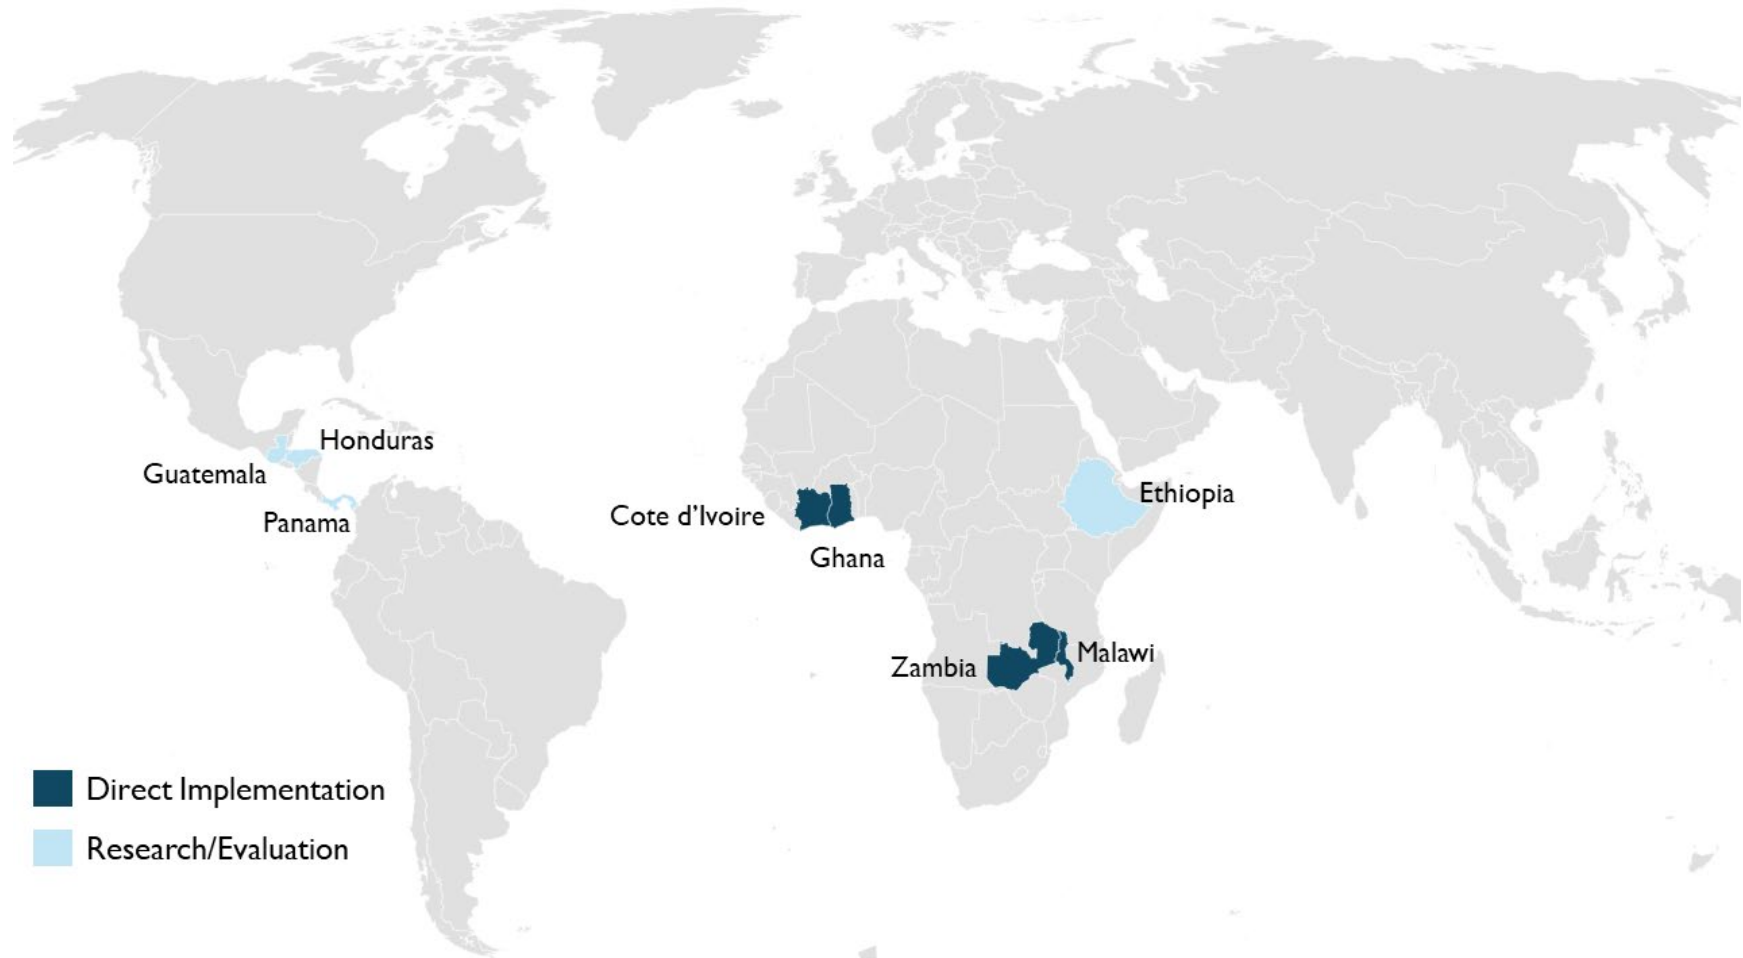 Honduras
Guatemala
Panama
Cote d'Ivoire
Ghana
Ethiopia
Zambia
Malawi
Direct Implementation
Research/Evaluation